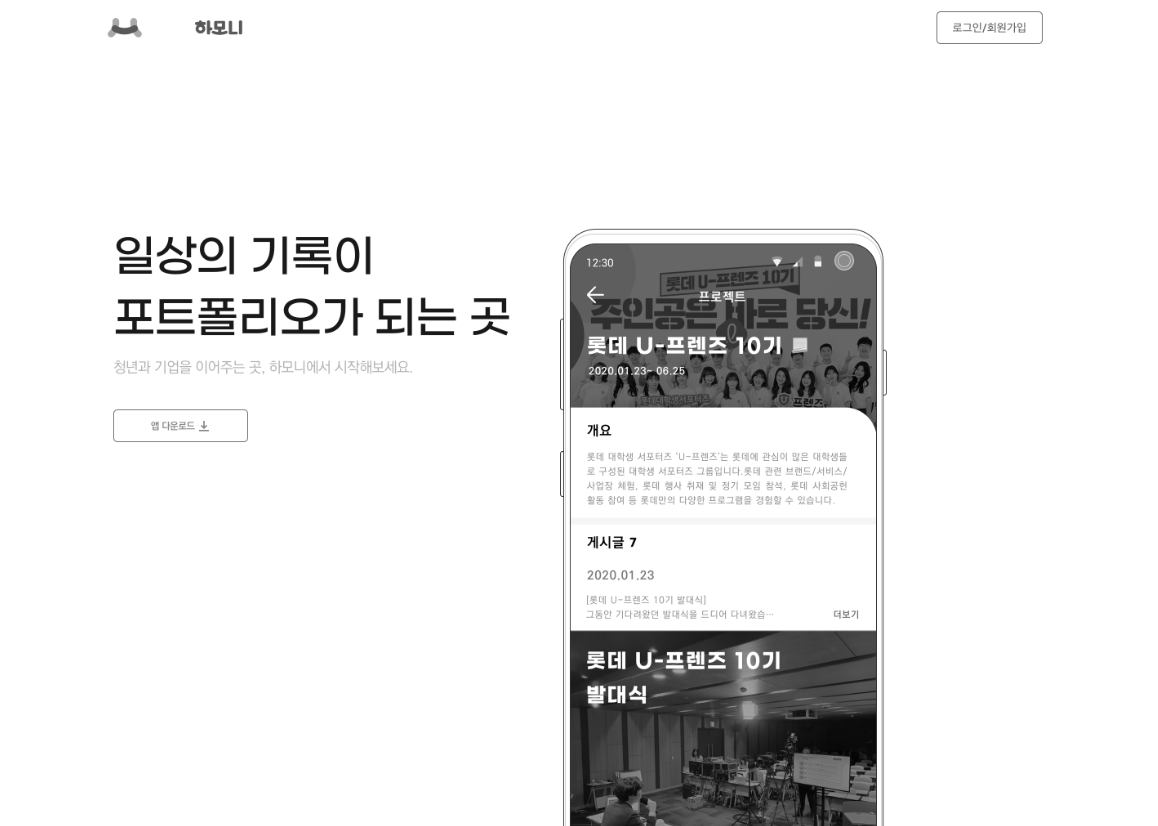 하모니
로그인/회원가입
일상의 기록이
포트폴리오가 되는 곳
청년과 기업을 이어주는 곳, 하모니에서 시작해보세요.
앱 다운로드
12:30
롯데 U-프렌즈 10기
프로젝트
주인공은 바로 당신!
롯데 U-프렌즈 10기
2020.01.23~ 06.25
롯데대학생서포터즈
U 프렌즈
개요
롯데 대학생 서포터즈 'U-프렌즈'는 롯데에 관심이 많은 대학생들
로 구성된 대학생 서포터즈 그룹입니다.롯데 관련 브랜드/서비스/
사업장 체험, 롯데 행사 취재 및 정기 모임 참석, 롯데 사회공헌
활동 참여 등 롯데만의 다양한 프로그램을 경험할 수 있습니다.
게시글 7
2020.01.23
[롯데 U-프렌즈 10기 발대식]
그동안 기다려왔던 발대식을 드디어 다녀왔습…
더보기
롯데 U-프렌즈 10기
발대식